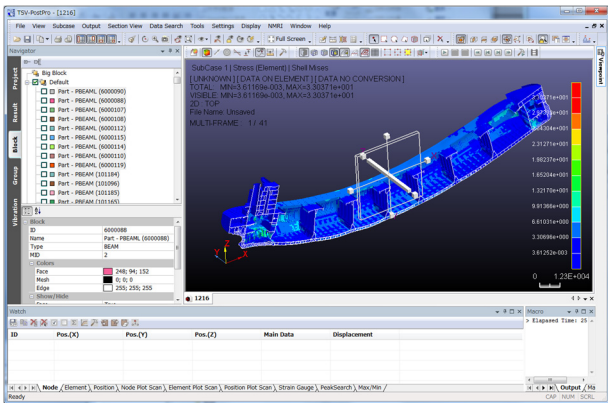 TSV-PostPro - [1216]
File View Subcase Output Section View Data Search Tools Settings Display NMRI Window Help
Full Screen
Navigator
Big Block
Default
Part - PBEAML (6000090)
Part - PBEAML (6000088)
Part - PBEAML (6000107)
Part - PBEAML (6000108)
Part - PBEAML (6000112)
Part - PBEAML (6000115)
Part - PBEAML (6000114)
Part - PBEAML (6000110)
Part - PBEAML (6000119)
Part - PBEAM (101184)
Part - PBEAM (101096)
Part - PBEAM (101185)
Part - PBEAM (101165)
Project
Result
Block
Group
Vibration
Block
ID 6000088
Name Part - PBEAML (6000088)
Type BEAM
MID 2
Colors
Face 248; 94; 152
Mesh 0; 0; 0
Edge 255; 255; 255
Show/Hide
SubCase 1 | Stress (Element) | Shell Mises |
[ UNKNOWN ] [ DATA ON ELEMENT ] [ DATA NO CONVERSION ]
TOTAL: MIN=3.61169e-003, MAX=3.30371e+001
VISIBLE: MIN=3.61169e-003, MAX=3.30371e+001
2D : TOP
File Name: Unsaved
MULTI-FRAME : 1 / 41
2.31271e+001
1.98237e+001
1.65204e+001
1.32170e+001
9.91366e+000
6.61031e+000
3.30696e+000
3.61252e-003
0 1.23E+004
Z
Y
X
1216
Viewpoint
Watch
ID Pos.(X) Pos.(Y) Pos.(Z) Main Data Displacement
Node / Element \ Position \ Node Plot Scan \ Element Plot Scan \ Position Plot Scan \ Strain Gauge \ PeakSearch \ Max/Min /
Macro
> Elapsed Time: 25
Output / Ma
Ready
CAP NUM SCRL